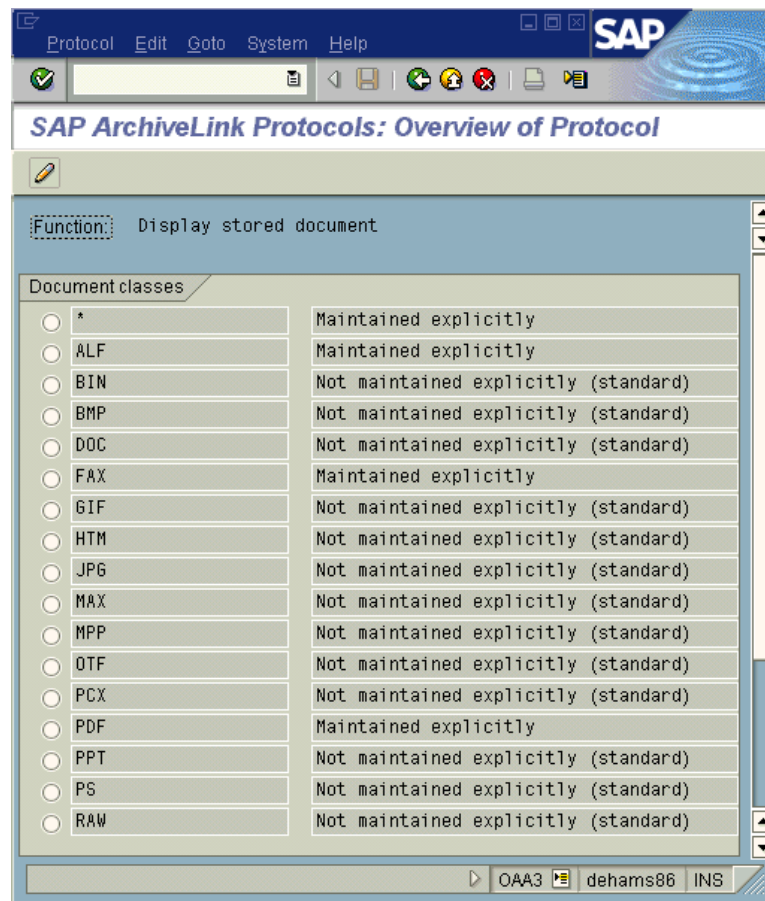 Protocol Edit Goto System Help
SAP
SAP ArchiveLink Protocols: Overview of Protocol
Function: Display stored document
Document classes
* Maintained explicitly
ALF Maintained explicitly
BIN Not maintained explicitly (standard)
BMP Not maintained explicitly (standard)
DOC Not maintained explicitly (standard)
FAX Maintained explicitly
GIF Not maintained explicitly (standard)
HTM Not maintained explicitly (standard)
JPG Not maintained explicitly (standard)
MAX Not maintained explicitly (standard)
MPP Not maintained explicitly (standard)
OTF Not maintained explicitly (standard)
PCX Not maintained explicitly (standard)
PDF Maintained explicitly
PPT Not maintained explicitly (standard)
PS Not maintained explicitly (standard)
RAW Not maintained explicitly (standard)
OAA3 dehams86 INS